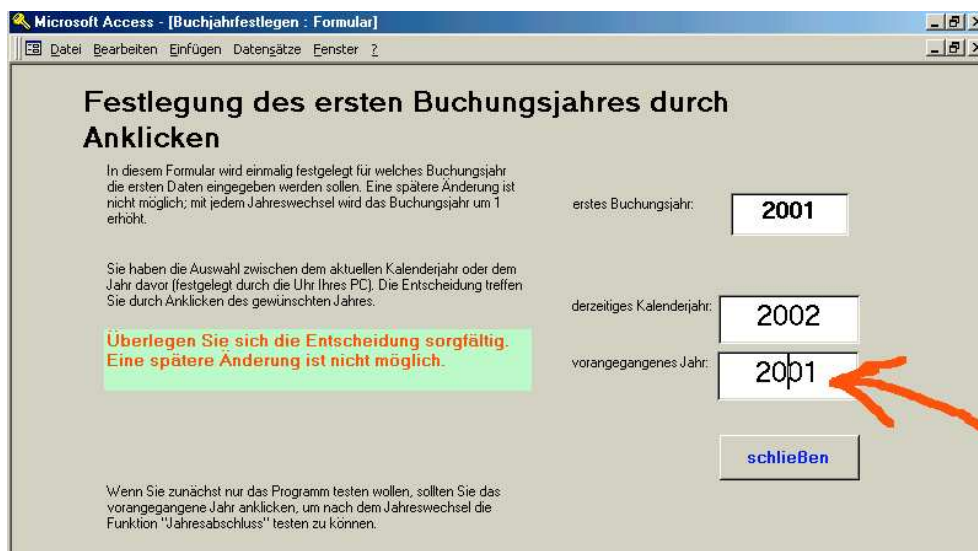 Microsoft Access - [Buchjahrfestlegen : Formular]
Datei Bearbeiten Einfügen Datensätze Fenster ?
Festlegung des ersten Buchungsjahres durch
Anklicken
In diesem Formular wird einmalig festgelegt für welches Buchungsjahr
die ersten Daten eingegeben werden sollen. Eine spätere Änderung ist
nicht möglich; mit jedem Jahreswechsel wird das Buchungsjahr um 1
erhöht.
erstes Buchungsjahr: 2001
Sie haben die Auswahl zwischen dem aktuellen Kalenderjahr oder dem
Jahr davor (festgelegt durch die Uhr Ihres PC). Die Entscheidung treffen
Sie durch Anklicken des gewünschten Jahres.
derzeitiges Kalenderjahr: 2002
Überlegen Sie sich die Entscheidung sorgfältig.
Eine spätere Änderung ist nicht möglich.
vorangegangenes Jahr: 2001
schließen
Wenn Sie zunächst nur das Programm testen wollen, sollten Sie das
vorangegangene Jahr anklicken, um nach dem Jahreswechsel die
Funktion "Jahresabschluss" testen zu können.